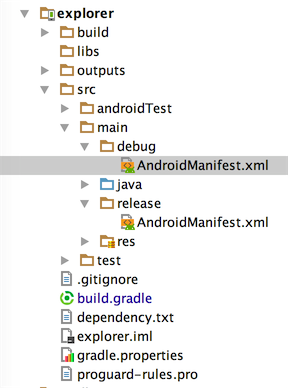 explorer
build
libs
outputs
src
androidTest
main
debug
AndroidManifest.xml
java
release
AndroidManifest.xml
res
test
.gitignore
build.gradle
dependency.txt
explorer.iml
gradle.properties
proguard-rules.pro